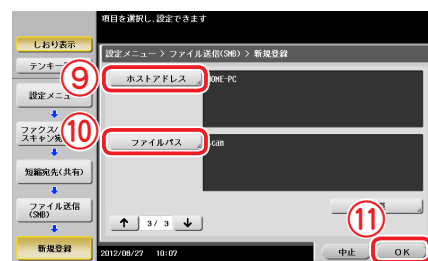 項目を選択し、設定できます
しおり表示
設定メニュー > ファイル送信(SMB) > 新規登録
テンキー
⑨
ホストアドレス
HOME-PC
設定メニュー
ファクス/
スキャン宛
⑩
ファイルパス
scan
短縮宛先(共有)
ファイル送信
(SMB)
⑪
↑ 3/ 3 ↓
新規登録
2012/08/27 10:07
中止
OK